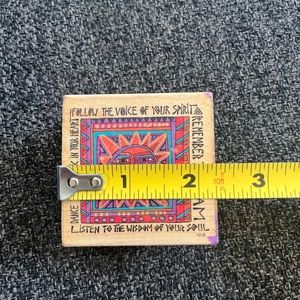 FOLLOW THE VOICE OF YOUR SPIRIT
REMEMBER
AM
LISTEN TO THE WISDOM OF YOUR SOUL
DANCE
IN YOUR HEART
1 2 3